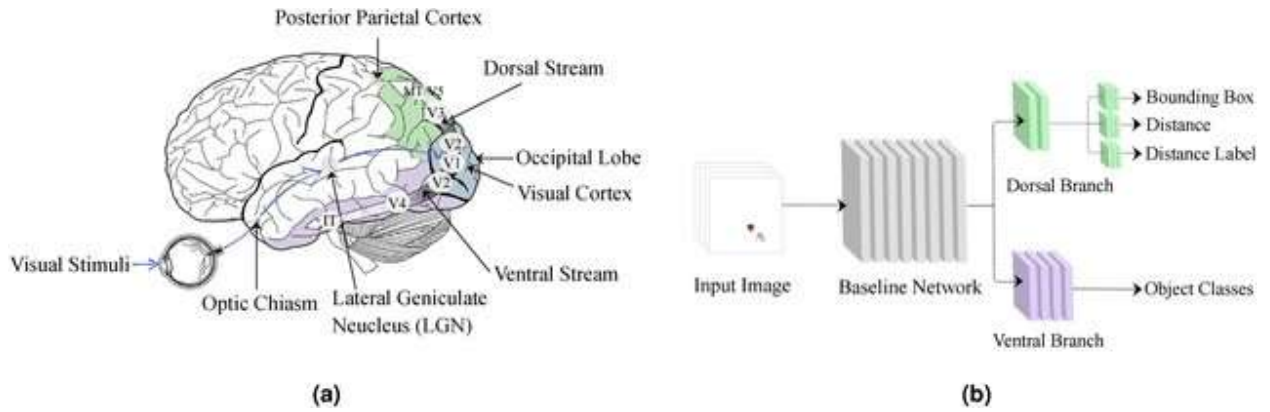 Posterior Parietal Cortex
Dorsal Stream
MT/V5
V3
V2
V1
V2
V4
IT
Occipital Lobe
Visual Cortex
Visual Stimuli
Optic Chiasm
Lateral Geniculate
Neucleus (LGN)
Ventral Stream
(a)
Input Image
Baseline Network
Dorsal Branch
Bounding Box
Distance
Distance Label
Ventral Branch
Object Classes
(b)